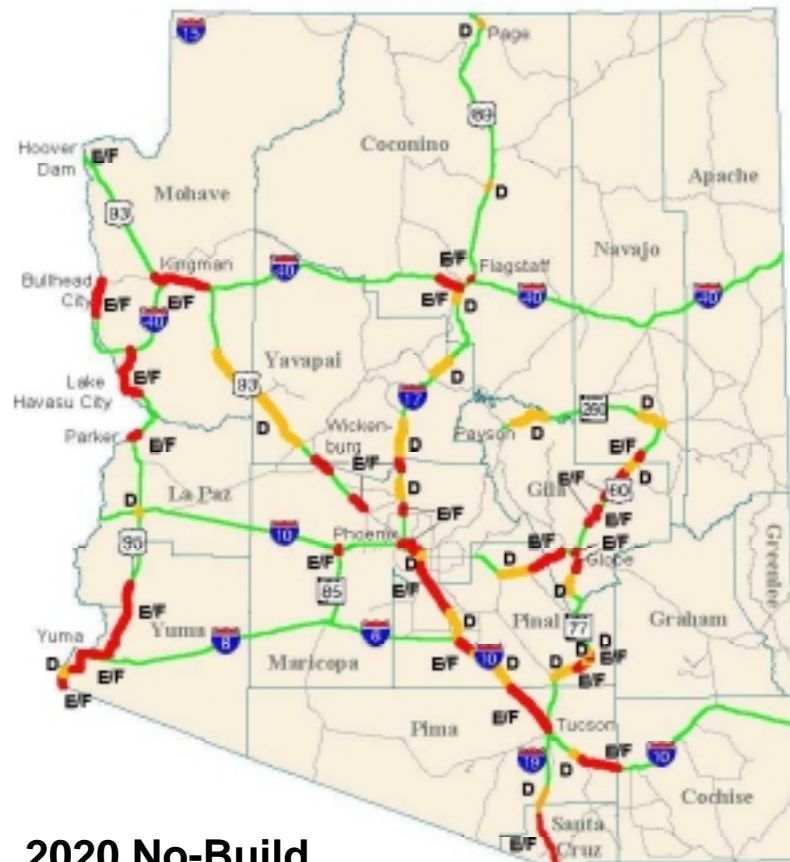 15
D
Page
89
Coconino
Hoover
Dam
E/F
Apache
D
Mohave
93
Navajo
E/F
Kingman
40
Flagstaff
Bullhead
City
E/F
E/F
E/F
D
40
40
40
Yavapai
D
E/F
93
17
Lake
Havasu City
260
D
D
Wicken-
burg
D
Payson
D
Parker
E/F
E/F
E/F
D
D
E/F
Gila
60
La Paz
D
E/F
E/F
10
Phoenix
E/F
E/F
Globe
95
E/F
D
D
Greenlee
85
E/F
D
E/F
Pinal
77
Graham
Yuma
Yuma
8
8
D
D
D
E/F
E/F
10
D
D
E/F
Maricopa
E/F
E/F
E/F
Pima
Tucson
E/F
19
D
10
D
Cochise
Santa
Cruz
E/F
2020 No-Build